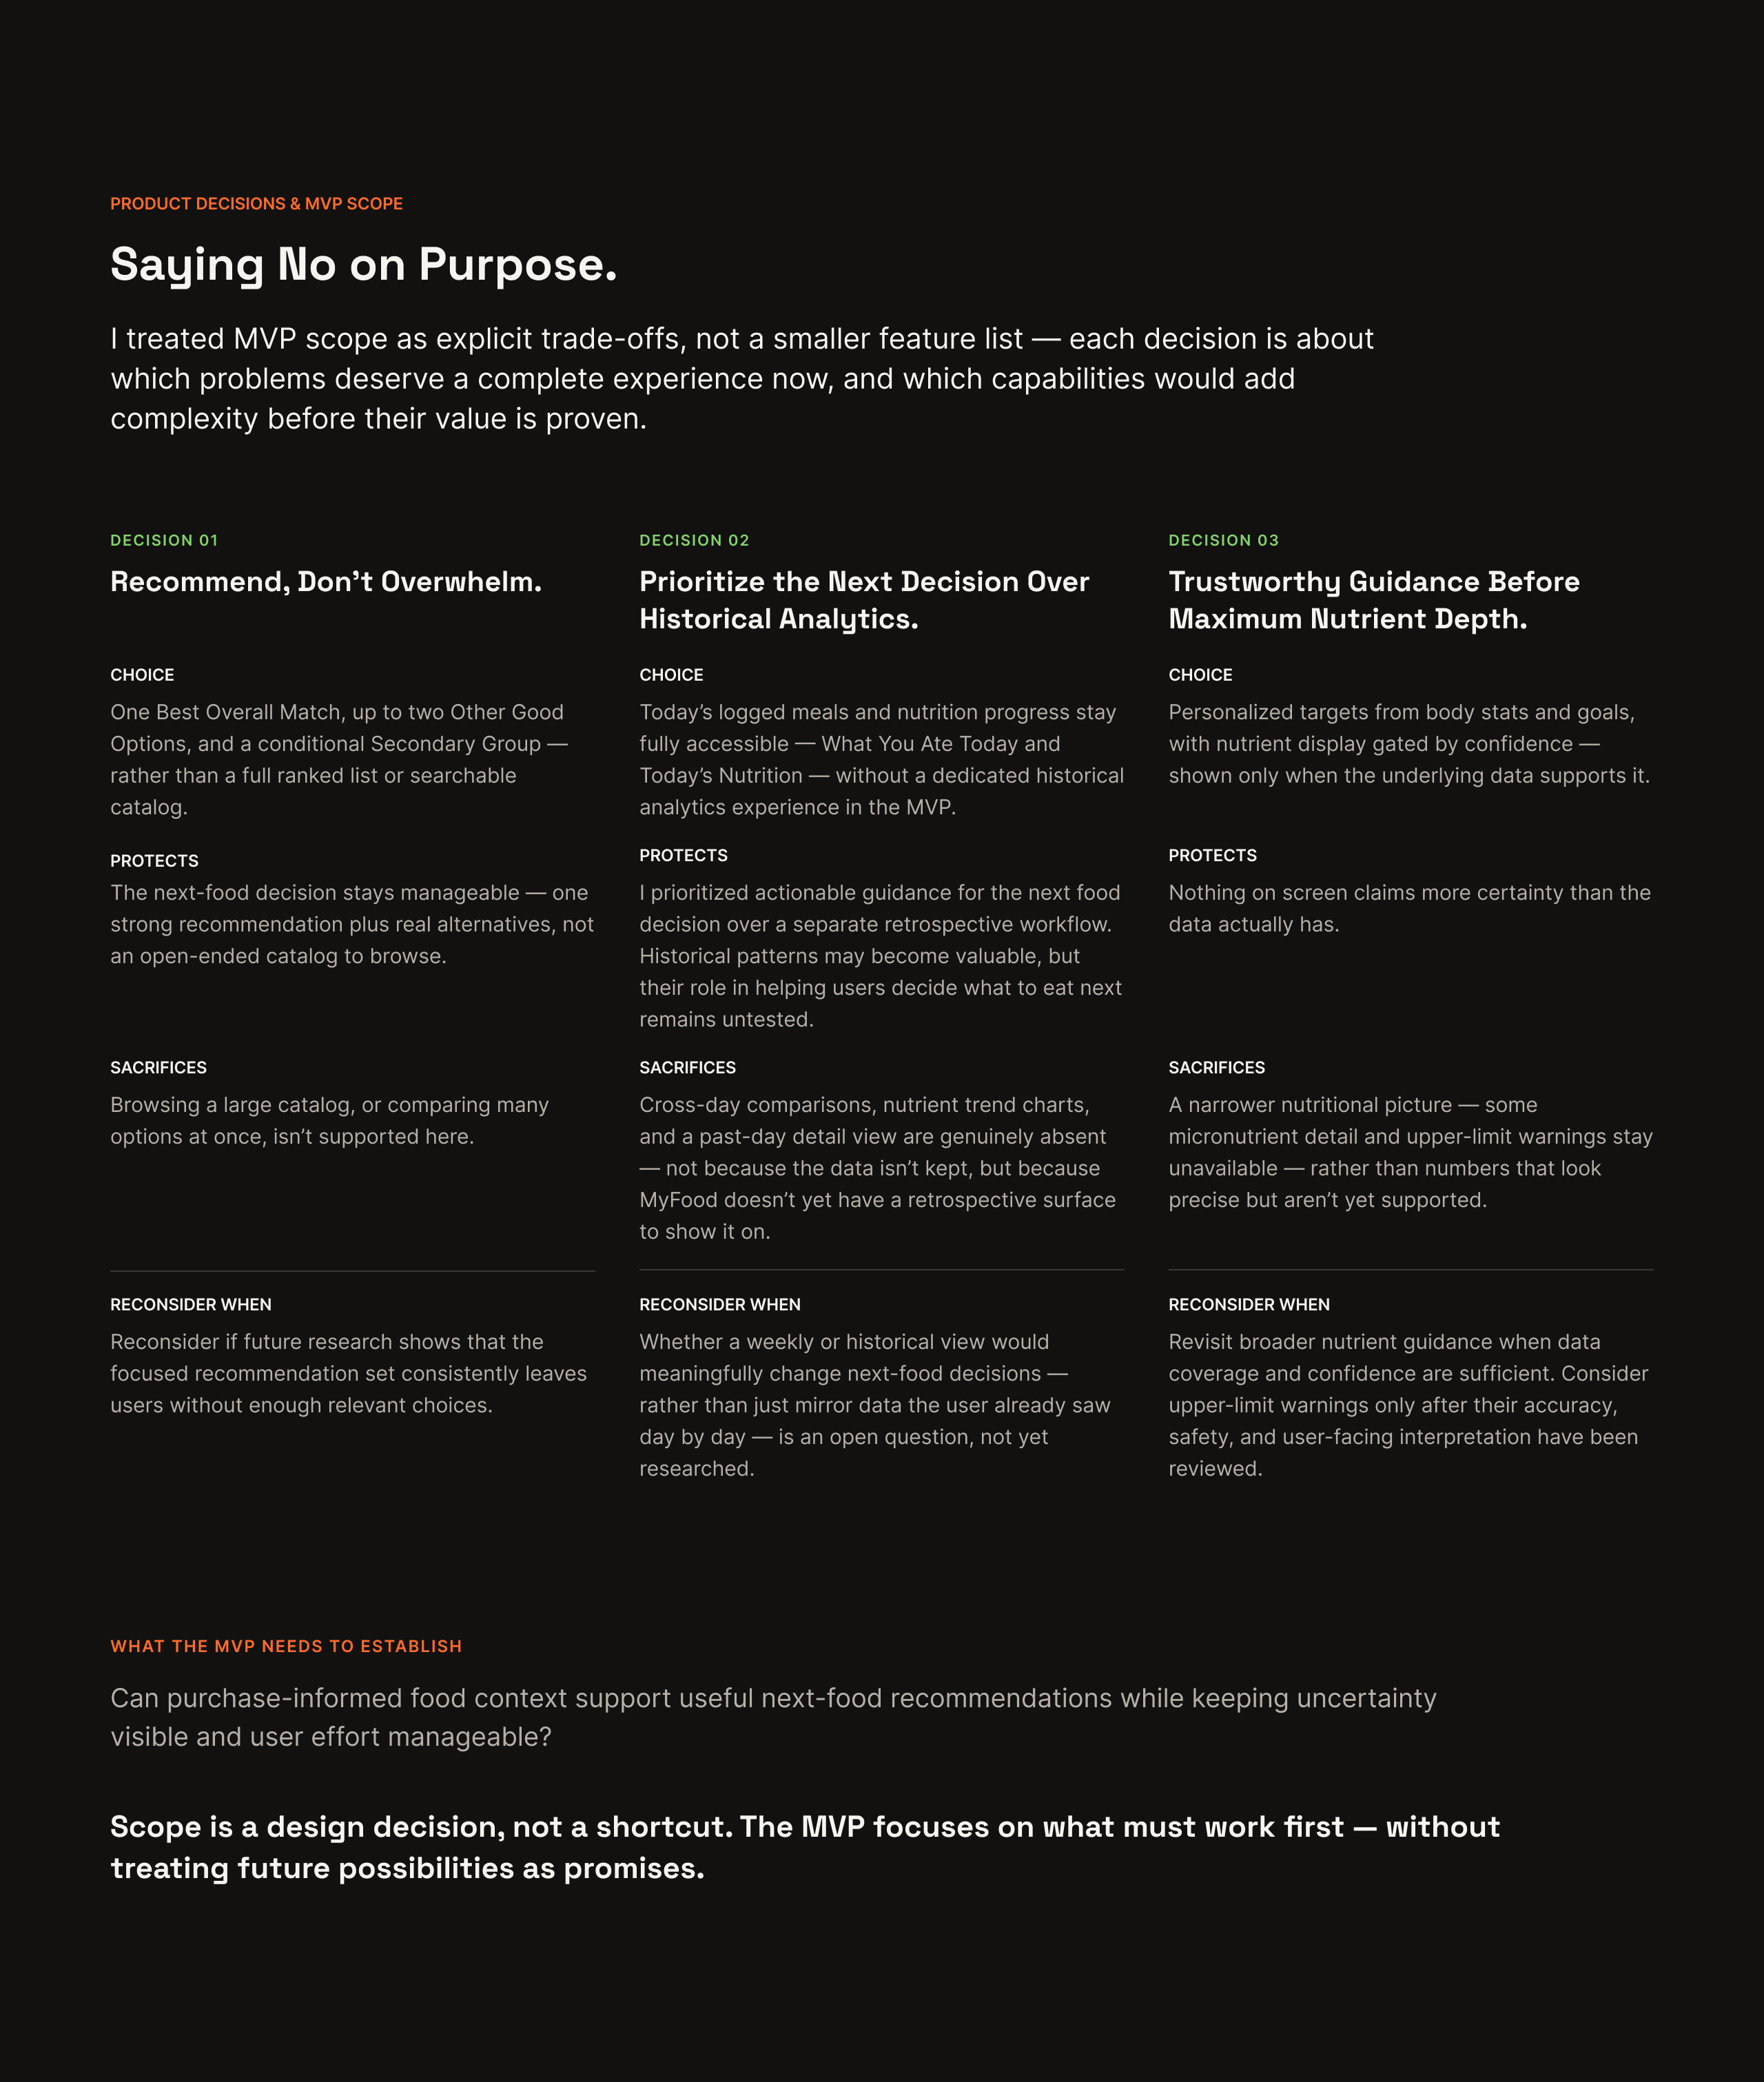 PRODUCT DECISIONS & MVP SCOPE
Saying No on Purpose.
I treated MVP scope as explicit trade-offs, not a smaller feature list — each decision is about
which problems deserve a complete experience now, and which capabilities would add
complexity before their value is proven.
DECISION 01
Recommend, Don’t Overwhelm.
CHOICE
One Best Overall Match, up to two Other Good
Options, and a conditional Secondary Group —
rather than a full ranked list or searchable
catalog.
PROTECTS
The next-food decision stays manageable — one
strong recommendation plus real alternatives, not
an open-ended catalog to browse.
SACRIFICES
Browsing a large catalog, or comparing many
options at once, isn’t supported here.
RECONSIDER WHEN
Reconsider if future research shows that the
focused recommendation set consistently leaves
users without enough relevant choices.
DECISION 02
Prioritize the Next Decision Over
Historical Analytics.
CHOICE
Today’s logged meals and nutrition progress stay
fully accessible — What You Ate Today and
Today’s Nutrition — without a dedicated historical
analytics experience in the MVP.
PROTECTS
I prioritized actionable guidance for the next food
decision over a separate retrospective workflow.
Historical patterns may become valuable, but
their role in helping users decide what to eat next
remains untested.
SACRIFICES
Cross-day comparisons, nutrient trend charts,
and a past-day detail view are genuinely absent
— not because the data isn’t kept, but because
MyFood doesn’t yet have a retrospective surface
to show it on.
RECONSIDER WHEN
Whether a weekly or historical view would
meaningfully change next-food decisions —
rather than just mirror data the user already saw
day by day — is an open question, not yet
researched.
DECISION 03
Trustworthy Guidance Before
Maximum Nutrient Depth.
CHOICE
Personalized targets from body stats and goals,
with nutrient display gated by confidence —
shown only when the underlying data supports it.
PROTECTS
Nothing on screen claims more certainty than the
data actually has.
SACRIFICES
A narrower nutritional picture — some
micronutrient detail and upper-limit warnings stay
unavailable — rather than numbers that look
precise but aren’t yet supported.
RECONSIDER WHEN
Revisit broader nutrient guidance when data
coverage and confidence are sufficient. Consider
upper-limit warnings only after their accuracy,
safety, and user-facing interpretation have been
reviewed.
WHAT THE MVP NEEDS TO ESTABLISH
Can purchase-informed food context support useful next-food recommendations while keeping uncertainty
visible and user effort manageable?
Scope is a design decision, not a shortcut. The MVP focuses on what must work first — without
treating future possibilities as promises.